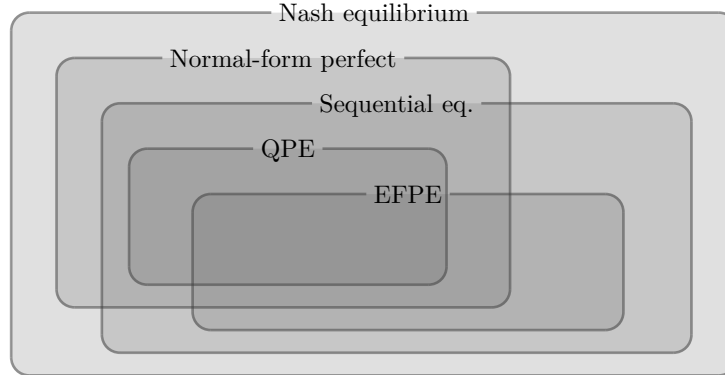 Nash equilibrium
Normal-form perfect
Sequential eq.
QPE
EFPE